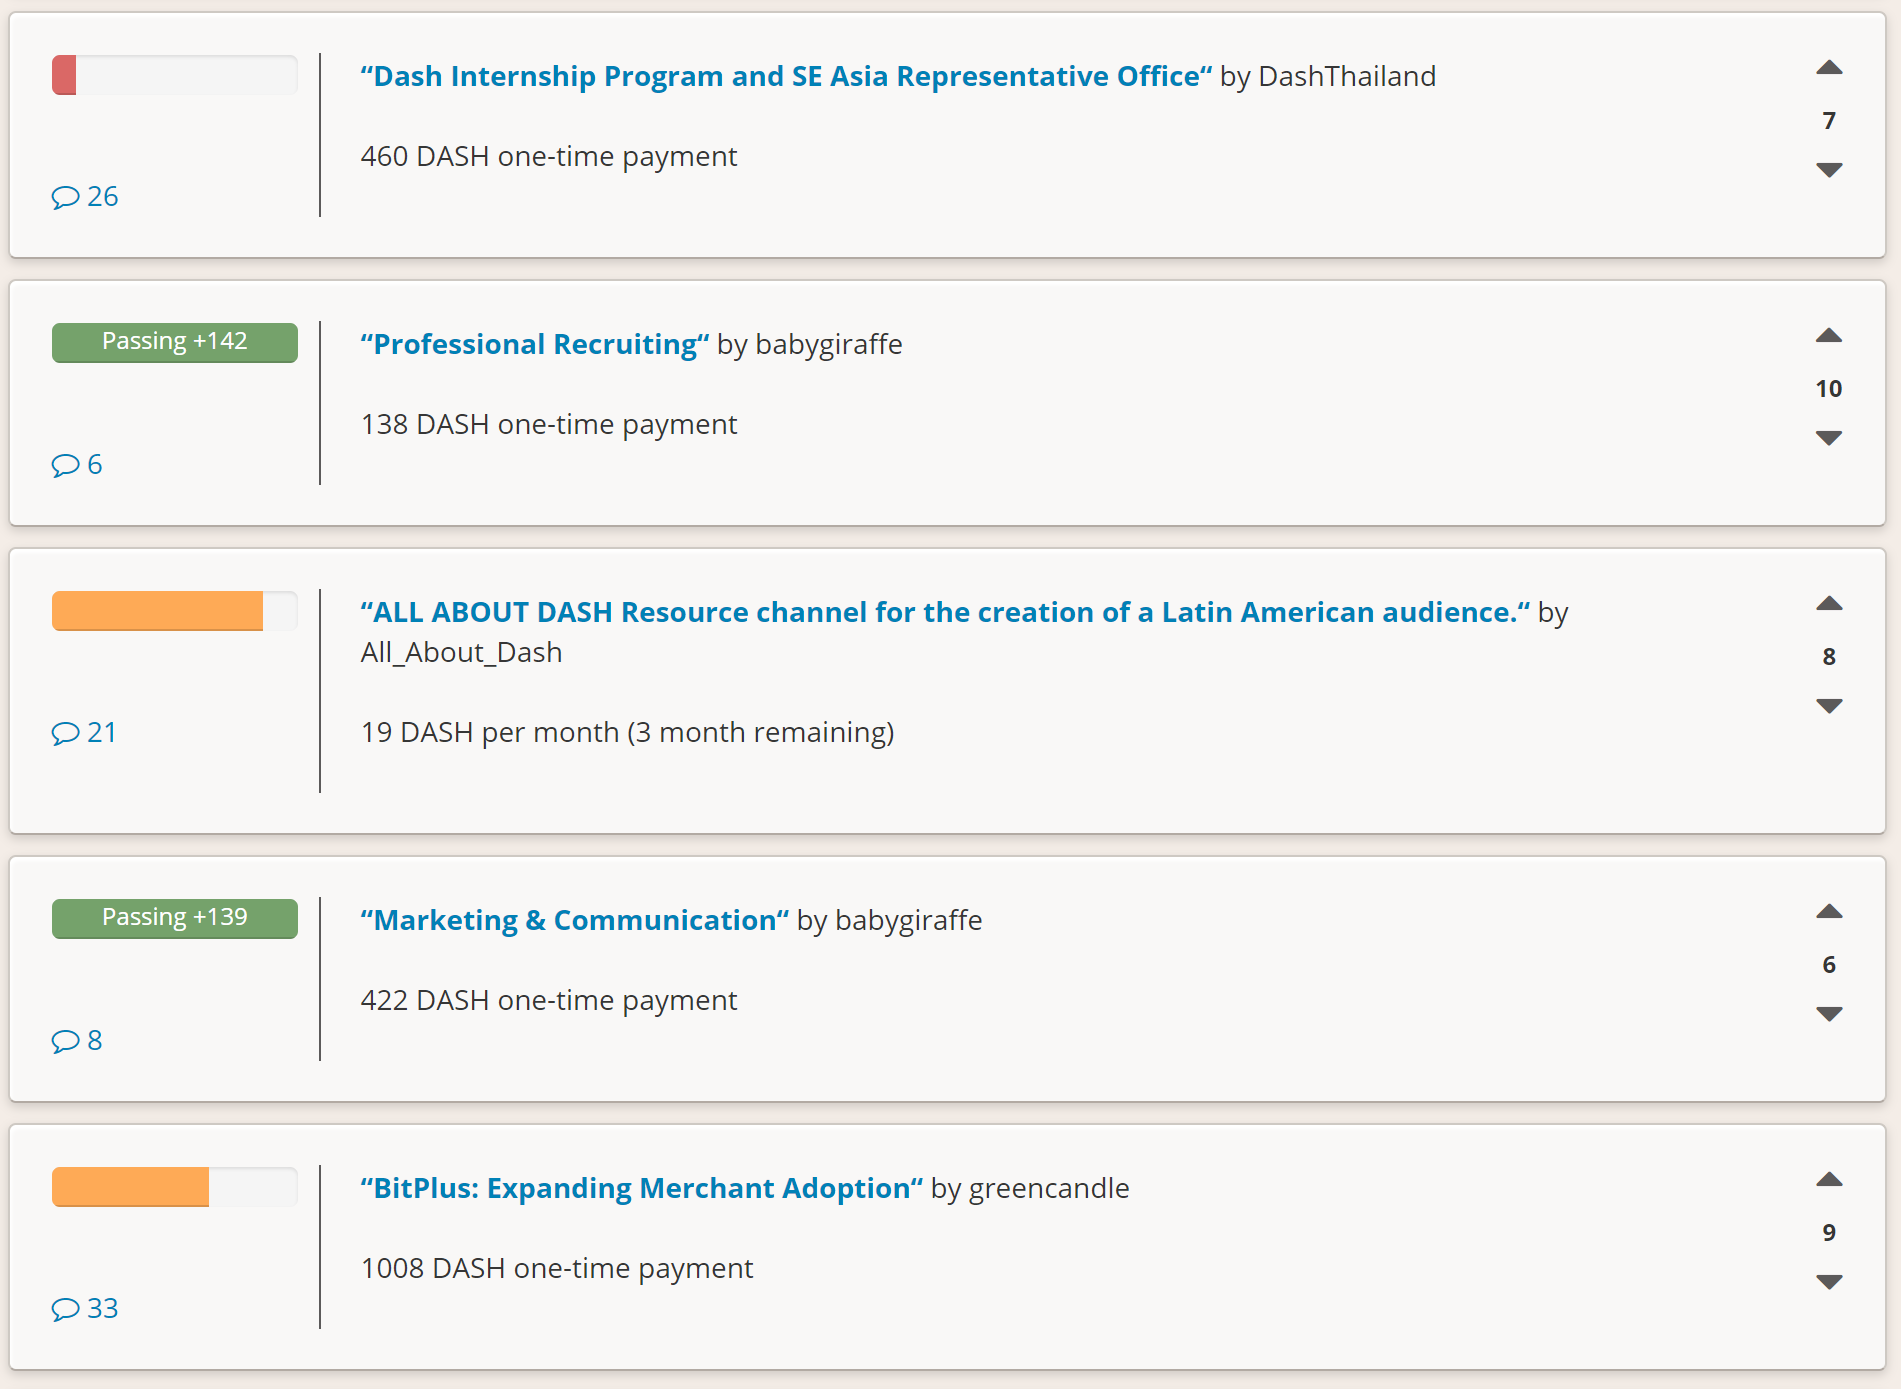 “Dash Internship Program and SE Asia Representative Office“ by DashThailand
7
460 DASH one-time payment
26
Passing +142
“Professional Recruiting“ by babygiraffe
10
138 DASH one-time payment
6
“ALL ABOUT DASH Resource channel for the creation of a Latin American audience.“ by
All_About_Dash
8
19 DASH per month (3 month remaining)
21
Passing +139
“Marketing & Communication“ by babygiraffe
6
422 DASH one-time payment
8
“BitPlus: Expanding Merchant Adoption“ by greencandle
9
1008 DASH one-time payment
33